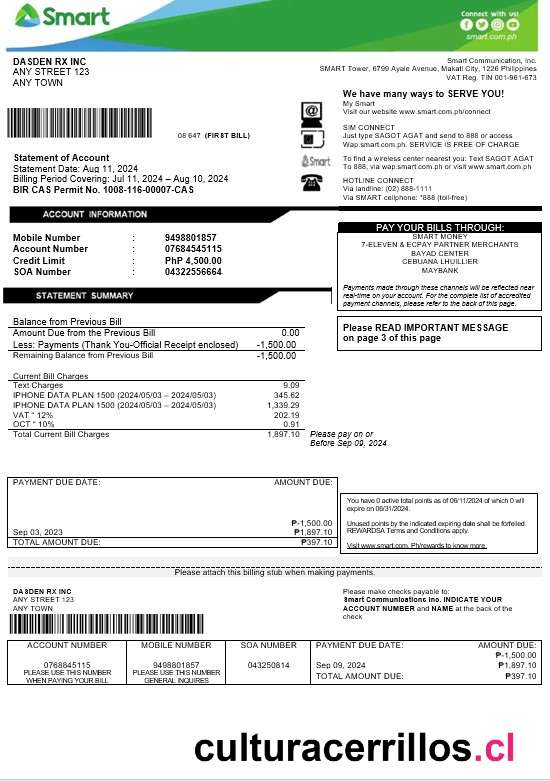 Smart
Connect with us!
smart.com.ph
DASDEN RX INC
ANY STREET 123
ANY TOWN
Smart Communication, Inc.
SMART Tower, 6799 Ayale Avenue, Makati City, 1226 Philippines
VAT Reg. TIN 001-961-673
08 647 (FIRST BILL)
We have many ways to SERVE YOU!
My Smart
Visit our website www.smart.com.ph/connect
SIM CONNECT
Just type SAGOT AGAT and send to 888 or access
Wap.smart.com.ph. SERVICE IS FREE OF CHARGE
Smart
To find a wireless center nearest you: Text SAGOT AGAT
To 888, via wap.smart.com.ph or visit www.smart.com.ph
HOTLINE CONNECT
Via landline: (02) 888-1111
Via SMART cellphone: *888 (toll-free)
Statement of Account
Statement Date: Aug 11, 2024
Billing Period Covering: Jul 11, 2024 – Aug 10, 2024
BIR CAS Permit No. 1008-116-00007-CAS
ACCOUNT INFORMATION
Mobile Number : 9498801857
Account Number : 07684545115
Credit Limit : PhP 4,500.00
SOA Number : 04322556664
PAY YOUR BILLS THROUGH:
SMART MONEY
7-ELEVEN & ECPAY PARTNER MERCHANTS
BAYAD CENTER
CEBUANA LHUILLIER
MAYBANK
Payments made through these channels will be reflected near
real-time on your account. For the complete list of accredited
payment channels, please refer to the back of this page.
STATEMENT SUMMARY
Balance from Previous Bill
Amount Due from the Previous Bill 0.00
Less: Payments (Thank You-Official Receipt enclosed) -1,500.00
Remaining Balance from Previous Bill -1,500.00
Please READ IMPORTANT MESSAGE
on page 3 of this page
Current Bill Charges
Text Charges 9.09
IPHONE DATA PLAN 1500 (2024/05/03 – 2024/05/03) 345.62
IPHONE DATA PLAN 1500 (2024/05/03 – 2024/05/03) 1,339.29
VAT * 12% 202.19
OCT * 10% 0.91
Total Current Bill Charges 1,897.10
Please pay on or
Before Sep 09, 2024
PAYMENT DUE DATE: AMOUNT DUE:
₱-1,500.00
Sep 03, 2023 ₱1,897.10
TOTAL AMOUNT DUE: ₱397.10
You have 0 active total points as of 06/11/2024 of which 0 will
expire on 06/31/2024.
Unused points by the indicated expiring date shall be forfeited.
REWARDSA Terms and Conditions apply.
Visit www.smart.com. Ph/rewards to know more.
Please attach this billing stub when making payments.
DASDEN RX INC
ANY STREET 123
ANY TOWN
Please make checks payable to:
Smart Communications Inc. INDICATE YOUR
ACCOUNT NUMBER and NAME at the back of the
check
ACCOUNT NUMBER MOBILE NUMBER SOA NUMBER PAYMENT DUE DATE: AMOUNT DUE:
₱-1,500.00
0768845115 9498801857 043250814 Sep 09, 2024 ₱1,897.10
PLEASE USE THIS NUMBER PLEASE USE THIS NUMBER TOTAL AMOUNT DUE: ₱397.10
WHEN PAYING YOUR BILL GENERAL INQUIRES
culturacerrillos.cl